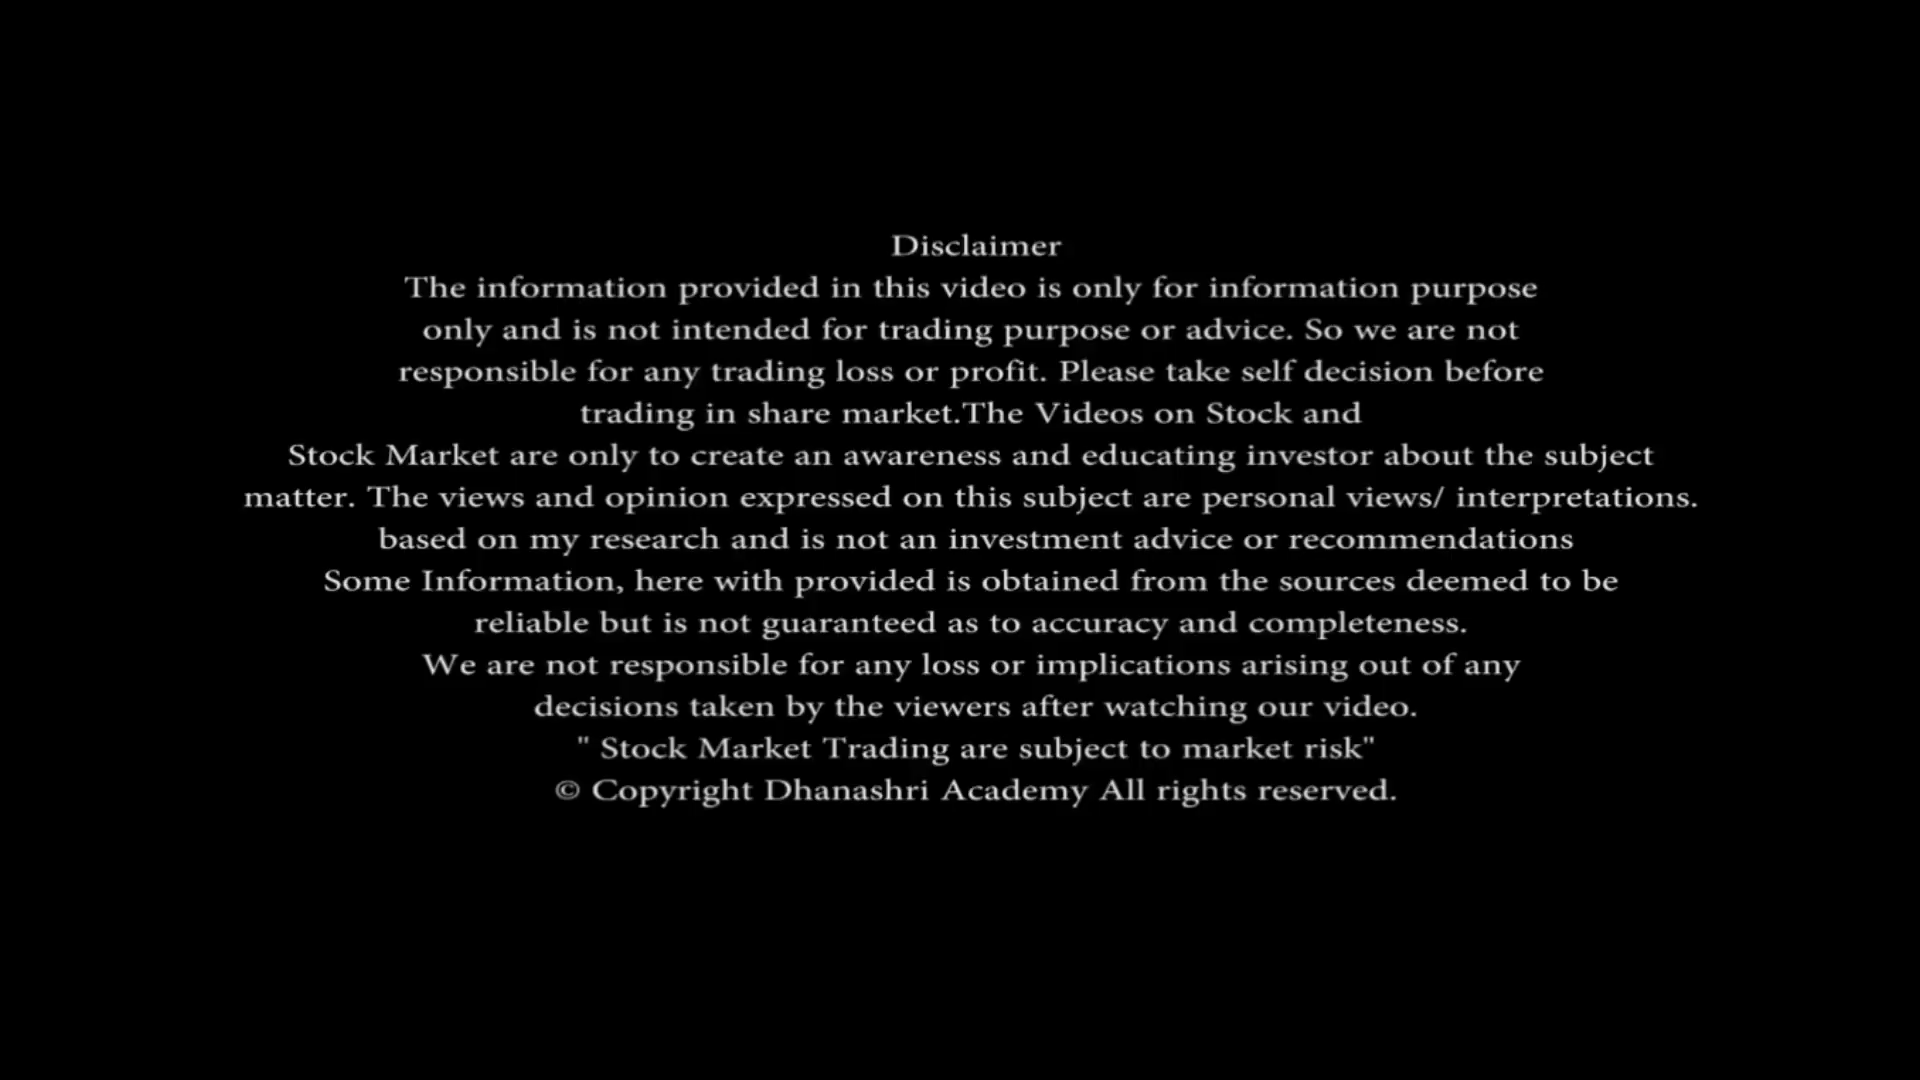 Disclaimer
The information provided in this video is only for information purpose
only and is not intended for trading purpose or advice. So we are not
responsible for any trading loss or profit. Please take self decision before
trading in share market.The Videos on Stock and
Stock Market are only to create an awareness and educating investor about the subject
matter. The views and opinion expressed on this subject are personal views/ interpretations.
based on my research and is not an investment advice or recommendations
Some Information, here with provided is obtained from the sources deemed to be
reliable but is not guaranteed as to accuracy and completeness.
We are not responsible for any loss or implications arising out of any
decisions taken by the viewers after watching our video.
" Stock Market Trading are subject to market risk"
© Copyright Dhanashri Academy All rights reserved.